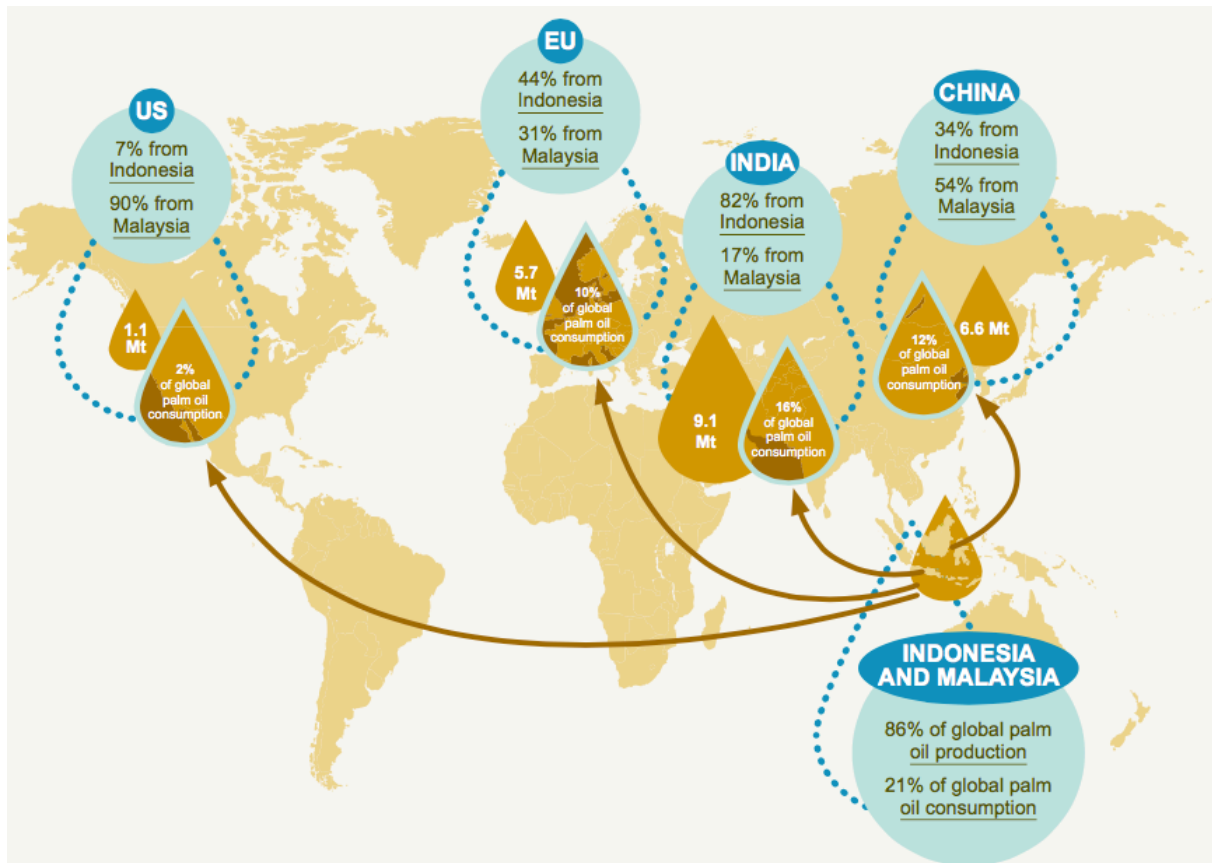 US
7% from
Indonesia
90% from
Malaysia
1.1
Mt
2%
of global
palm oil
consumption
EU
44% from
Indonesia
31% from
Malaysia
5.7
Mt
10%
of global
palm oil
consumption
INDIA
82% from
Indonesia
17% from
Malaysia
9.1
Mt
16%
of global
palm oil
consumption
CHINA
34% from
Indonesia
54% from
Malaysia
12%
of global
palm oil
consumption
6.6 Mt
INDONESIA
AND MALAYSIA
86% of global palm
oil production
21% of global palm
oil consumption